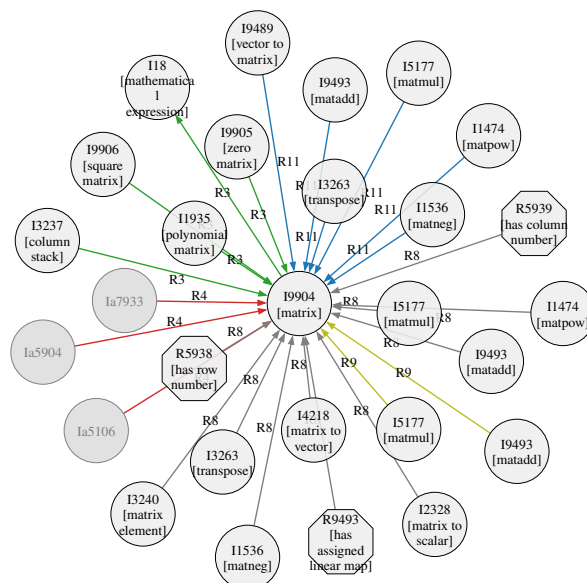 I9489
[vector to
matrix]
I18
[mathematica
l
expression]
I5177
[matmul]
I9493
[matadd]
I9905
[zero
matrix]
I1474
[matpow]
I9906
[square
matrix]
R11
R3
R11
R11
R3
R11
I3263
[transpose]
R5939
[has column
number]
I1935
[polynomial
matrix]
I1536
[matneg]
I3237
[column
stack]
R11
R11
R3
R8
R3
Ia7933
R4
I9904
[matrix]
R8
I5177
[matmul]
R8
I1474
[matpow]
R4
Ia5904
R5938
[has row
number]
R8
R8
I9493
[matadd]
R8
R8
R9
R9
Ia5106
R8
R8
I4218
[matrix to
vector]
R8
I5177
[matmul]
I3263
[transpose]
I9493
[matadd]
I3240
[matrix
element]
I2328
[matrix to
scalar]
I1536
[matneg]
R9493
[has
assigned
linear map]